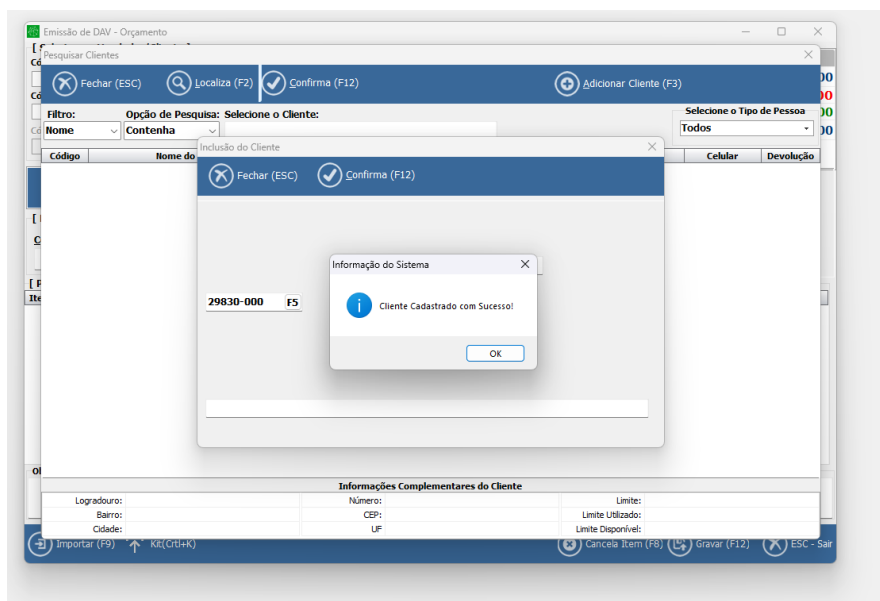 Emissão de DAV - Orçamento
Pesquisar Clientes
Fechar (ESC) Localiza (F2) Confirma (F12) Adicionar Cliente (F3)
Filtro: Opção de Pesquisa: Selecione o Cliente: Selecione o Tipo de Pessoa
Nome Contenha Todos
Código Nome do Celular Devolução
Inclusão do Cliente
Fechar (ESC) Confirma (F12)
Informação do Sistema
29830-000 F5
Cliente Cadastrado com Sucesso!
OK
Informações Complementares do Cliente
Logradouro: Número: Limite:
Bairro: CEP: Limite Utilizado:
Cidade: UF Limite Disponível:
Importar (F9) Kit(Crtl+K) Cancela Item (F8) Gravar (F12) ESC - Sair